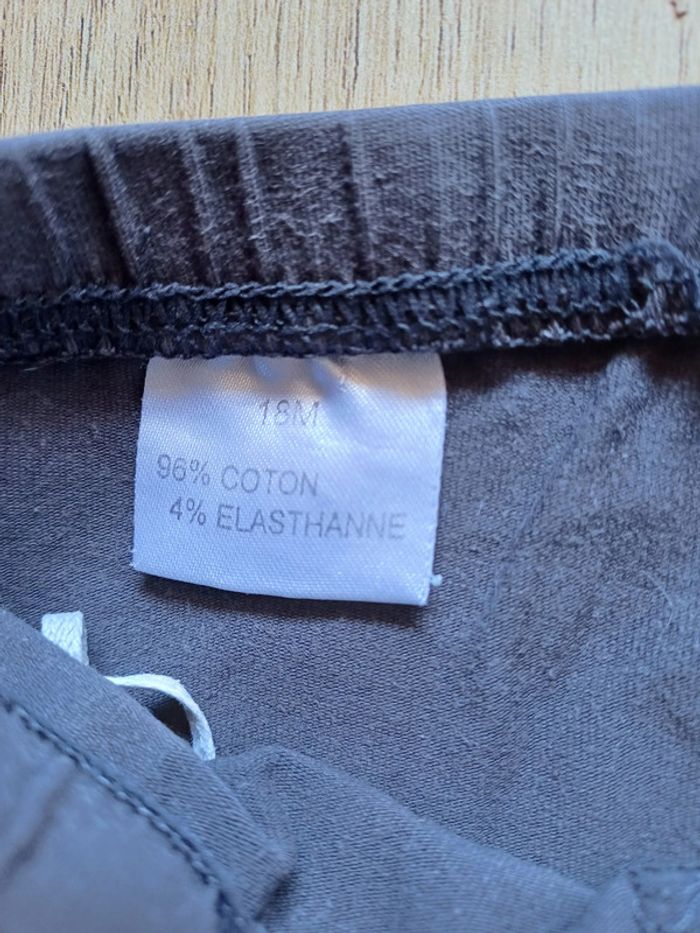 18M
96% COTON
4% ELASTHANNE